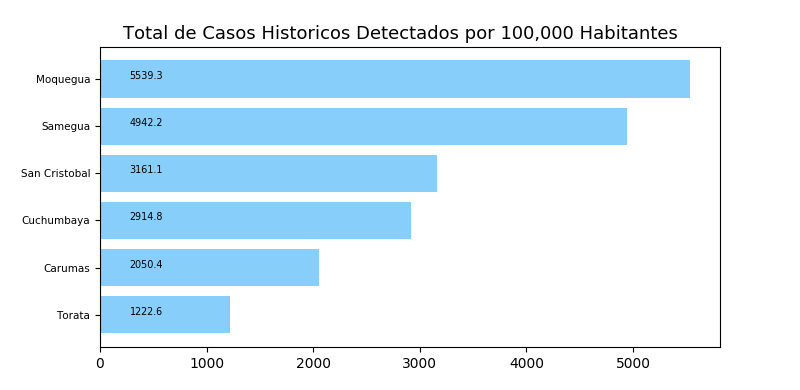 Total de Casos Historicos Detectados por 100,000 Habitantes
Moquegua 5539.3
Samegua 4942.2
San Cristobal 3161.1
Cuchumbaya 2914.8
Carumas 2050.4
Torata 1222.6
0 1000 2000 3000 4000 5000